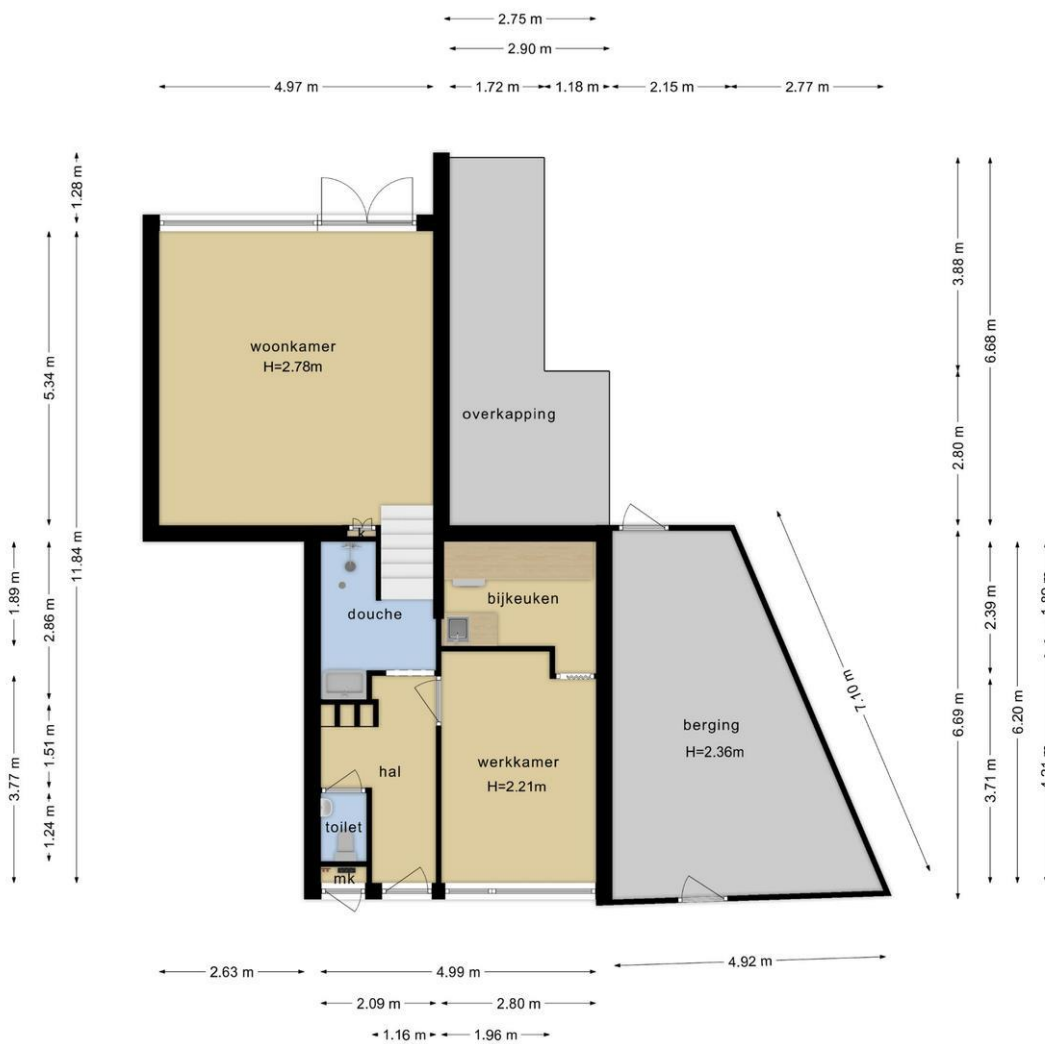 2.75 m
2.90 m
4.97 m
1.72 m
1.18 m
2.15 m
2.77 m
1.28 m
5.34 m
11.84 m
1.89 m
2.86 m
3.77 m
1.51 m
1.24 m
woonkamer
H=2.78m
overkapping
k
douche
bijkeuken
hal
werkkamer
H=2.21m
toilet
mk
berging
H=2.36m
7.10 m
3.88 m
6.68 m
2.80 m
6.69 m
2.39 m
3.71 m
6.20 m
2.63 m
4.99 m
4.92 m
2.09 m
2.80 m
1.16 m
1.96 m